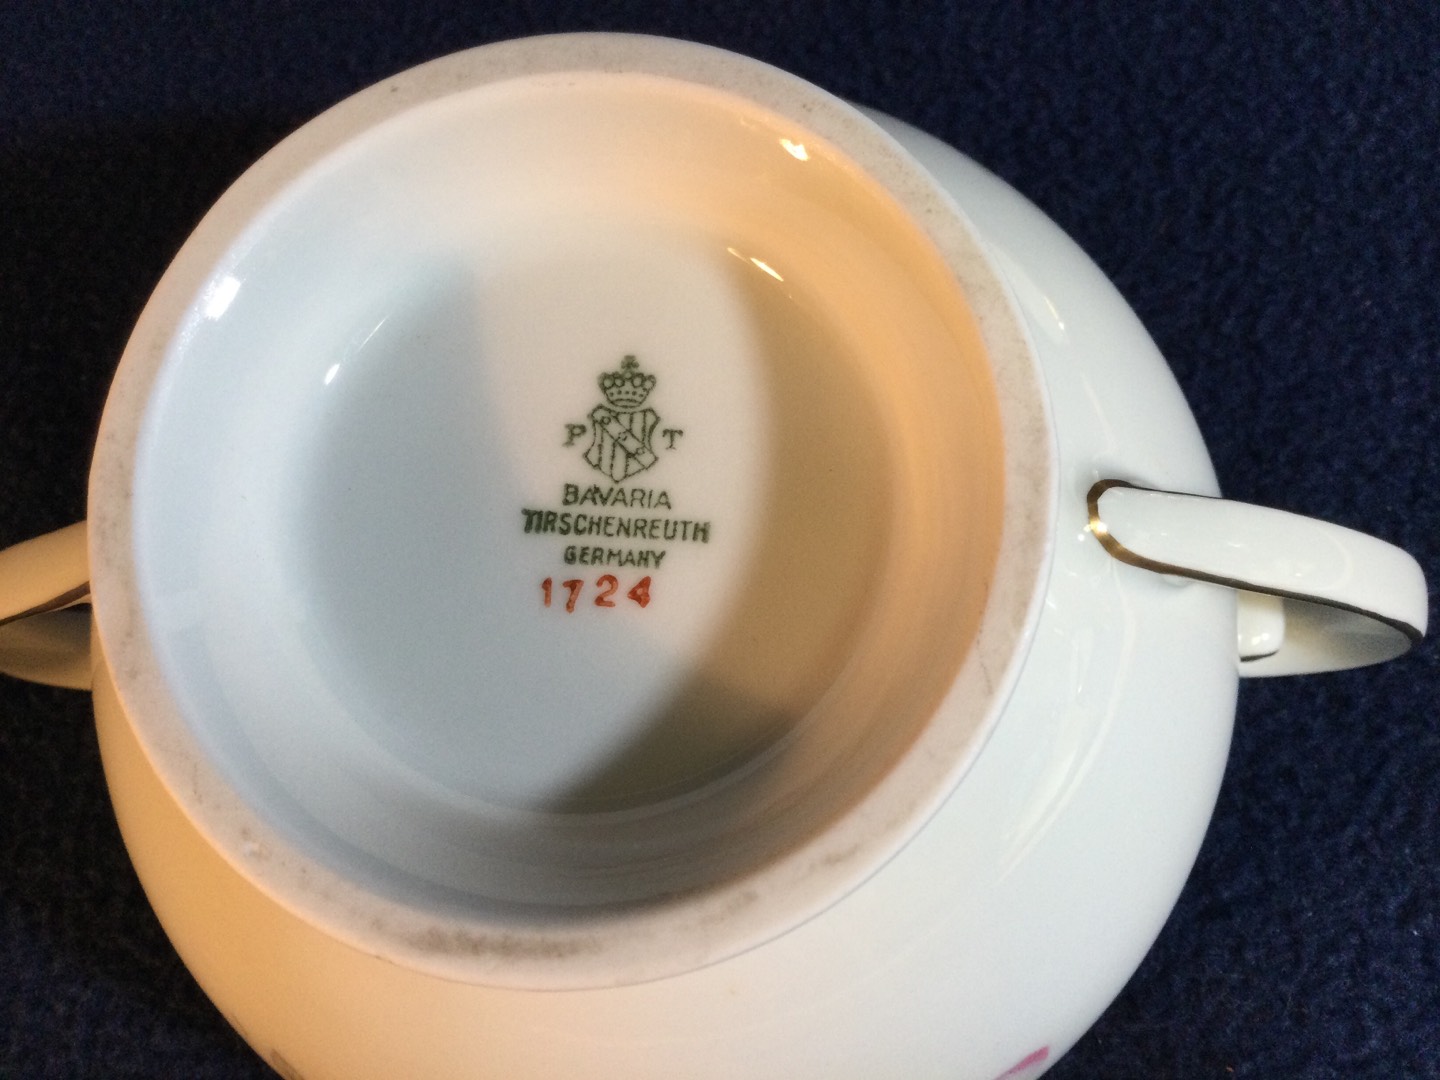 P T
BAVARIA
TIRSCHENREUTH
GERMANY
1724